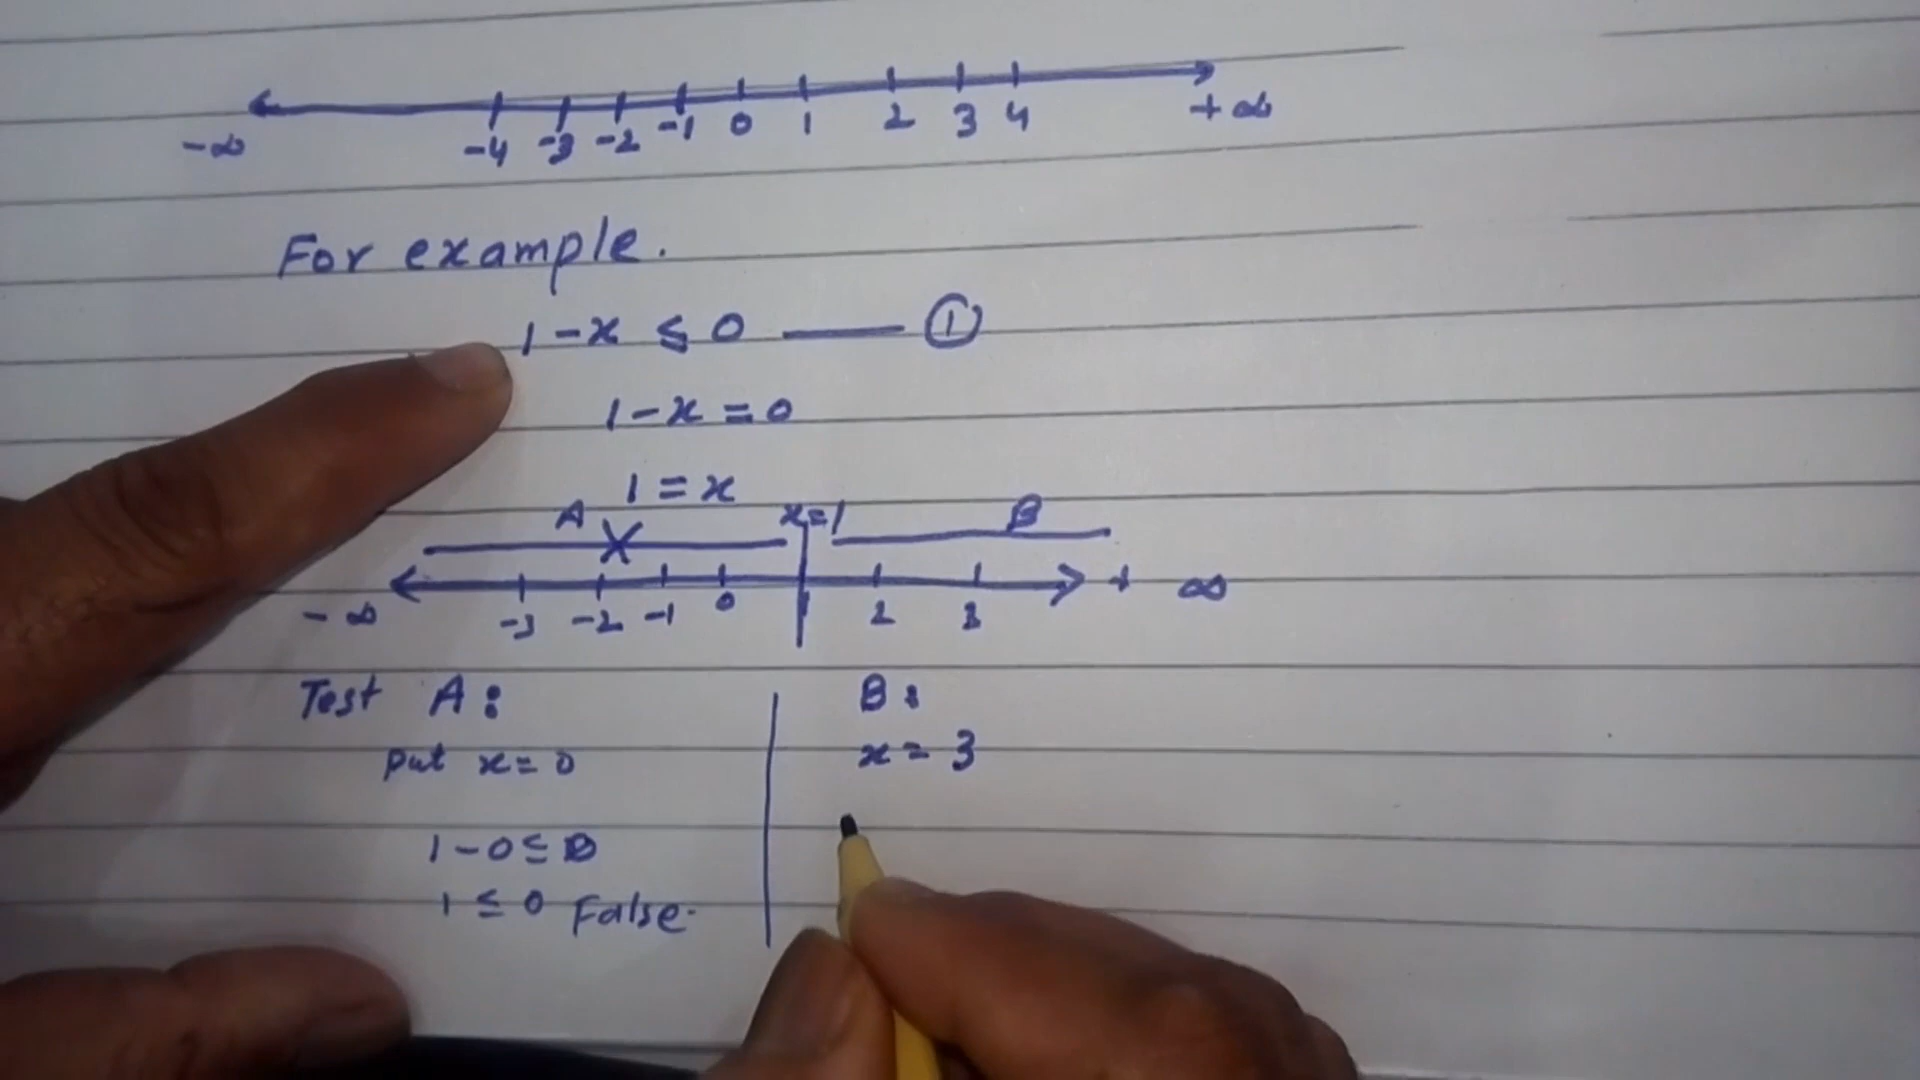 -∞ -4 -3 -2 -1 0 1 2 3 4 +∞
For example.
1-x ≤ 0 —— ①
1-x=0
1=x
A x=1 B
-∞ -3 -2 -1 0 1 2 3 + ∞
Test A: B:
put x=0 x=3
1-0≤0
1≤0 False.